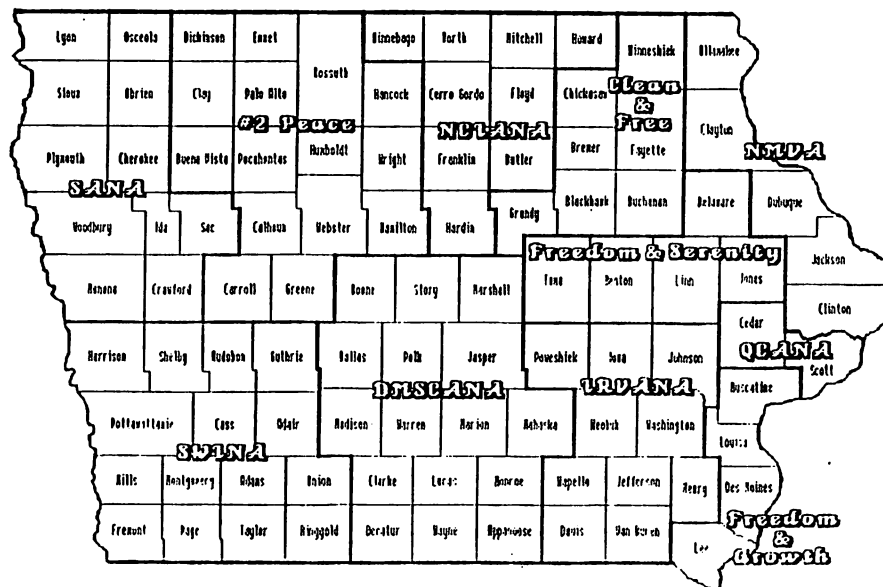 Lyon Osceola Dickinson Emmet Winnebago Worth Mitchell Howard Winneshiek Allamakee
Kossuth
Sioux Obrien Clay Palo Alto Hancock Cerro Gordo Floyd Chickasaw Clean
&
Free
#2 Peace NCIANA
Clayton
Plymouth Cherokee Buena Vista Pocahontas Humboldt Wright Franklin Butler Bremer Fayette NMVA
SANA
Woodbury Ida Sac Calhoun Webster Hamilton Hardin Grundy Blackhawk Buchanan Delaware Dubuque
Freedom & Serenity
Monona Crawford Carroll Greene Boone Story Marshall Tama Benton Linn Jones Jackson
Clinton
Cedar
Harrison Shelby Audubon Guthrie Dallas Polk Jasper Poweshiek Iowa Johnson QCANA
Scott
DMSCANA IRVANA
Muscatine
Pottawattamie Cass Adair Madison Warren Marion Mahaska Keokuk Washington
Louisa
SWINA
Mills Montgomery Adams Union Clarke Lucas Monroe Wapello Jefferson Henry Des Moines
Fremont Page Taylor Ringgold Decatur Wayne Appanoose Davis Van Buren Lee
Freedom
&
Growth